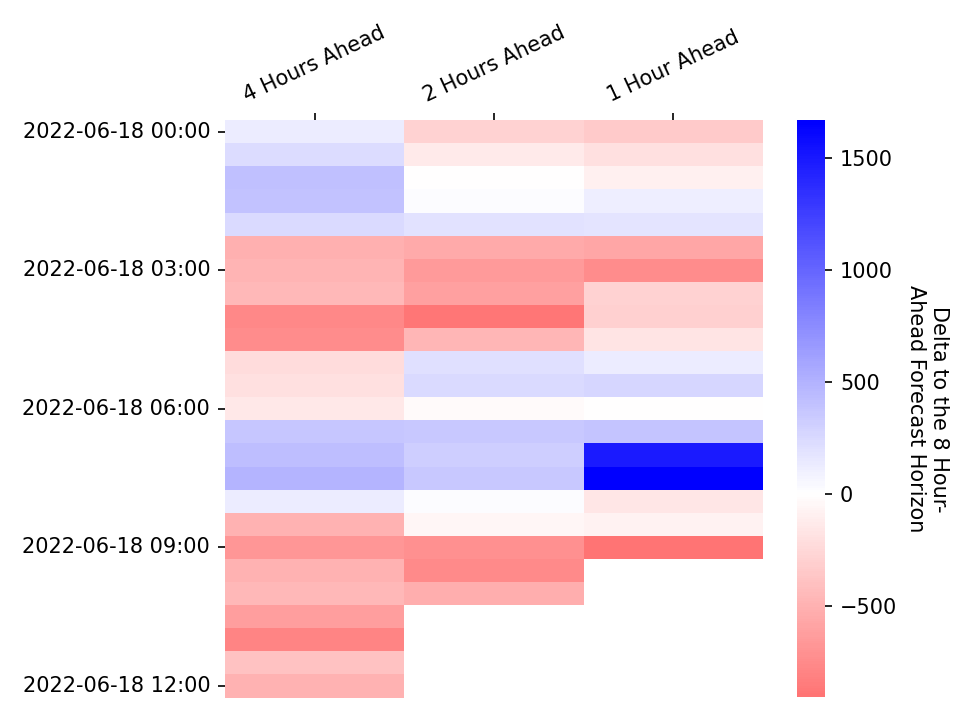 4 Hours Ahead
2 Hours Ahead
1 Hour Ahead
2022-06-18 00:00
2022-06-18 03:00
2022-06-18 06:00
2022-06-18 09:00
2022-06-18 12:00
1500
1000
500
0
−500
Delta to the 8 Hour-
Ahead Forecast Horizon